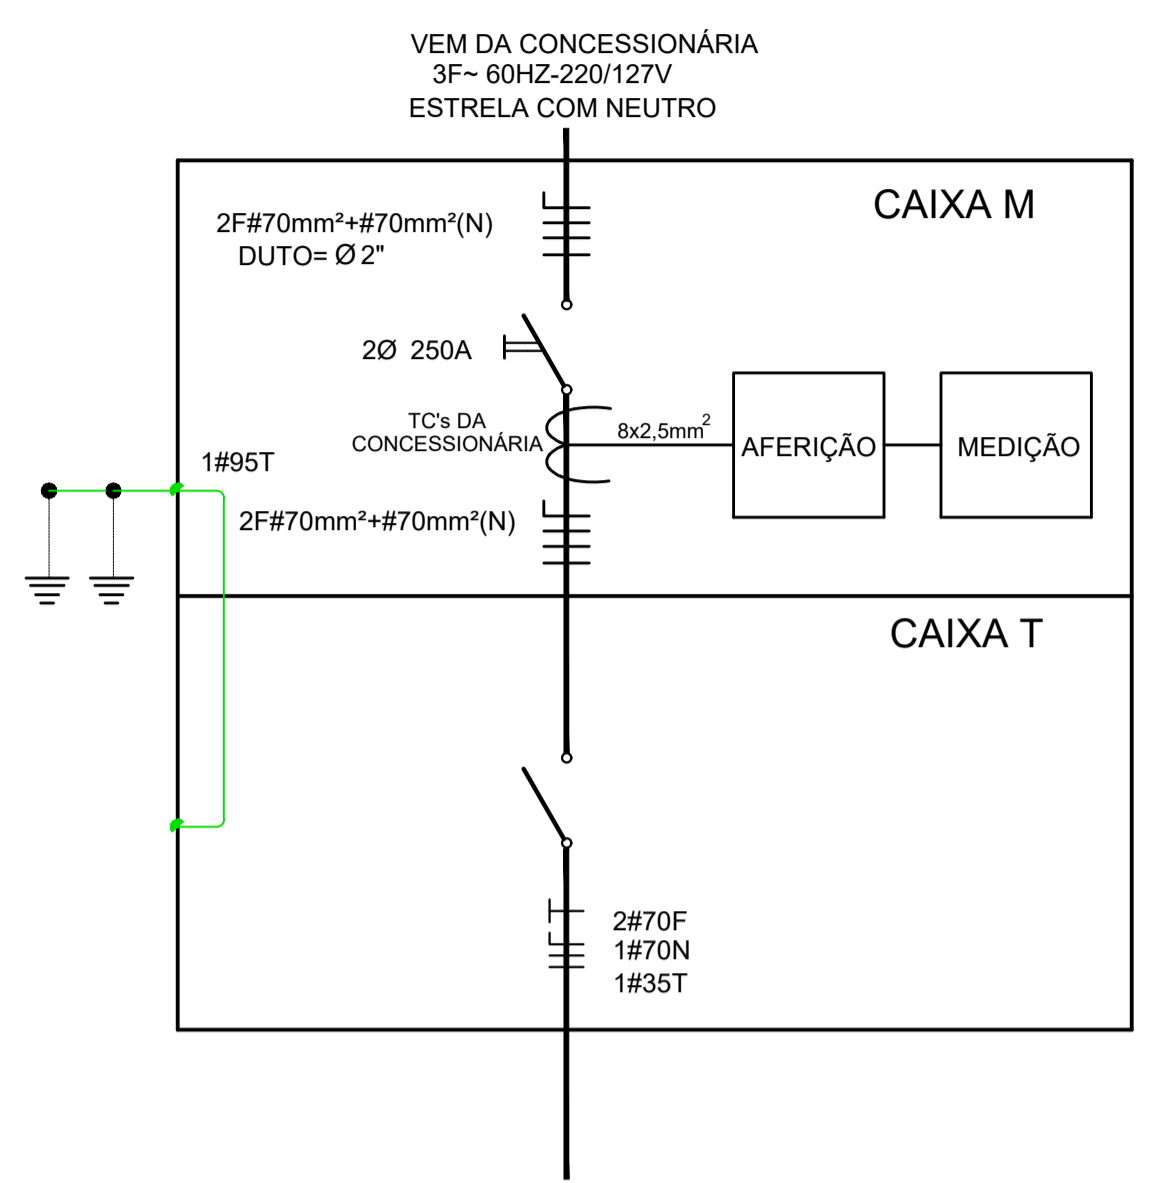 VEM DA CONCESSIONÁRIA
3F~ 60HZ-220/127V
ESTRELA COM NEUTRO
CAIXA M
2F#70mm²+#70mm²(N)
DUTO= Ø 2"
2Ø 250A
TC's DA
CONCESSIONÁRIA
8x2,5mm²
AFERIÇÃO
MEDIÇÃO
1#95T
2F#70mm²+#70mm²(N)
CAIXA T
2#70F
1#70N
1#35T